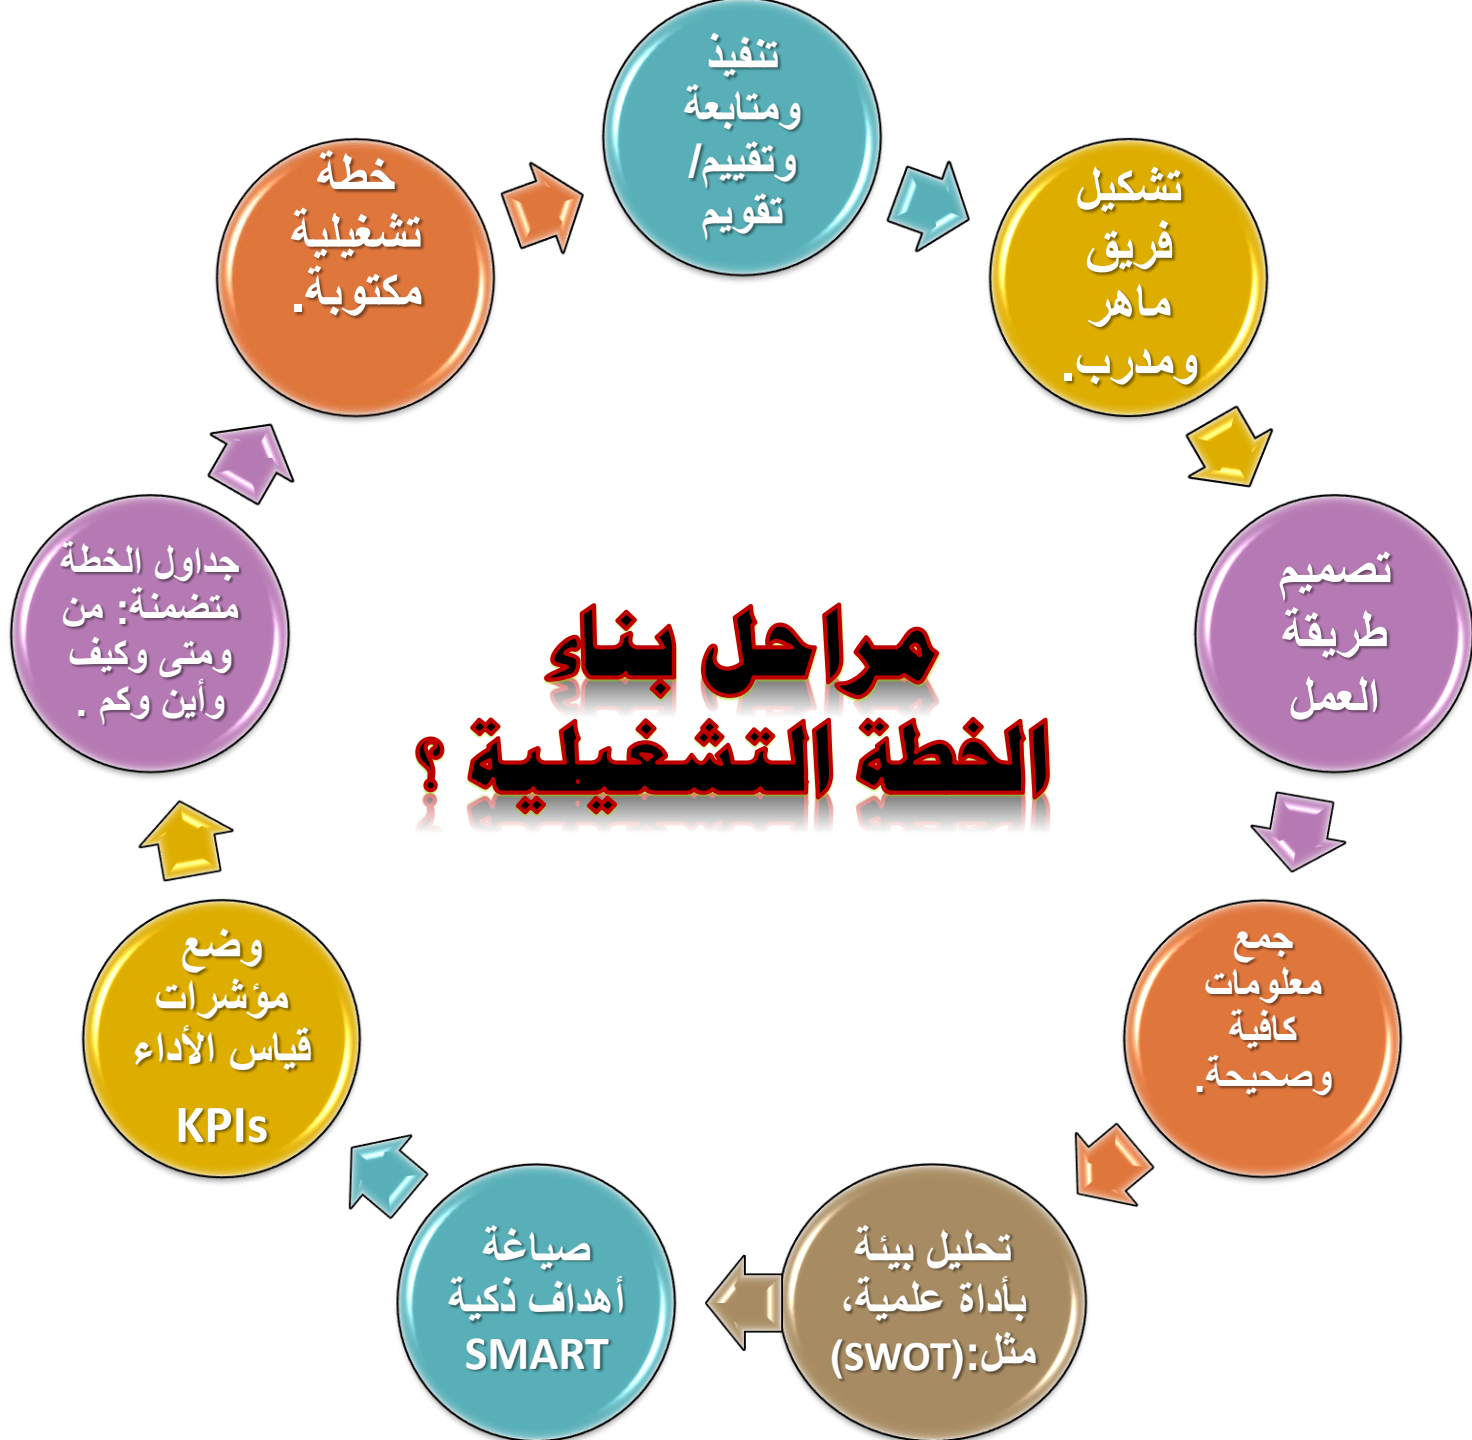 مراحل بناء
الخطة التشغيلية ؟
تنفيذ
ومتابعة
وتقييم/
تقويم
تشكيل
فريق
ماهر
ومدرب.
تصميم
طريقة
العمل
جمع
معلومات
كافية
وصحيحة.
تحليل بيئة
بأداة علمية،
مثل:(SWOT)
صياغة
أهداف ذكية
SMART
وضع
مؤشرات
قياس الأداء
KPIs
جداول الخطة
متضمنة: من
ومتى وكيف
وأين وكم .
خطة
تشغيلية
مكتوبة.